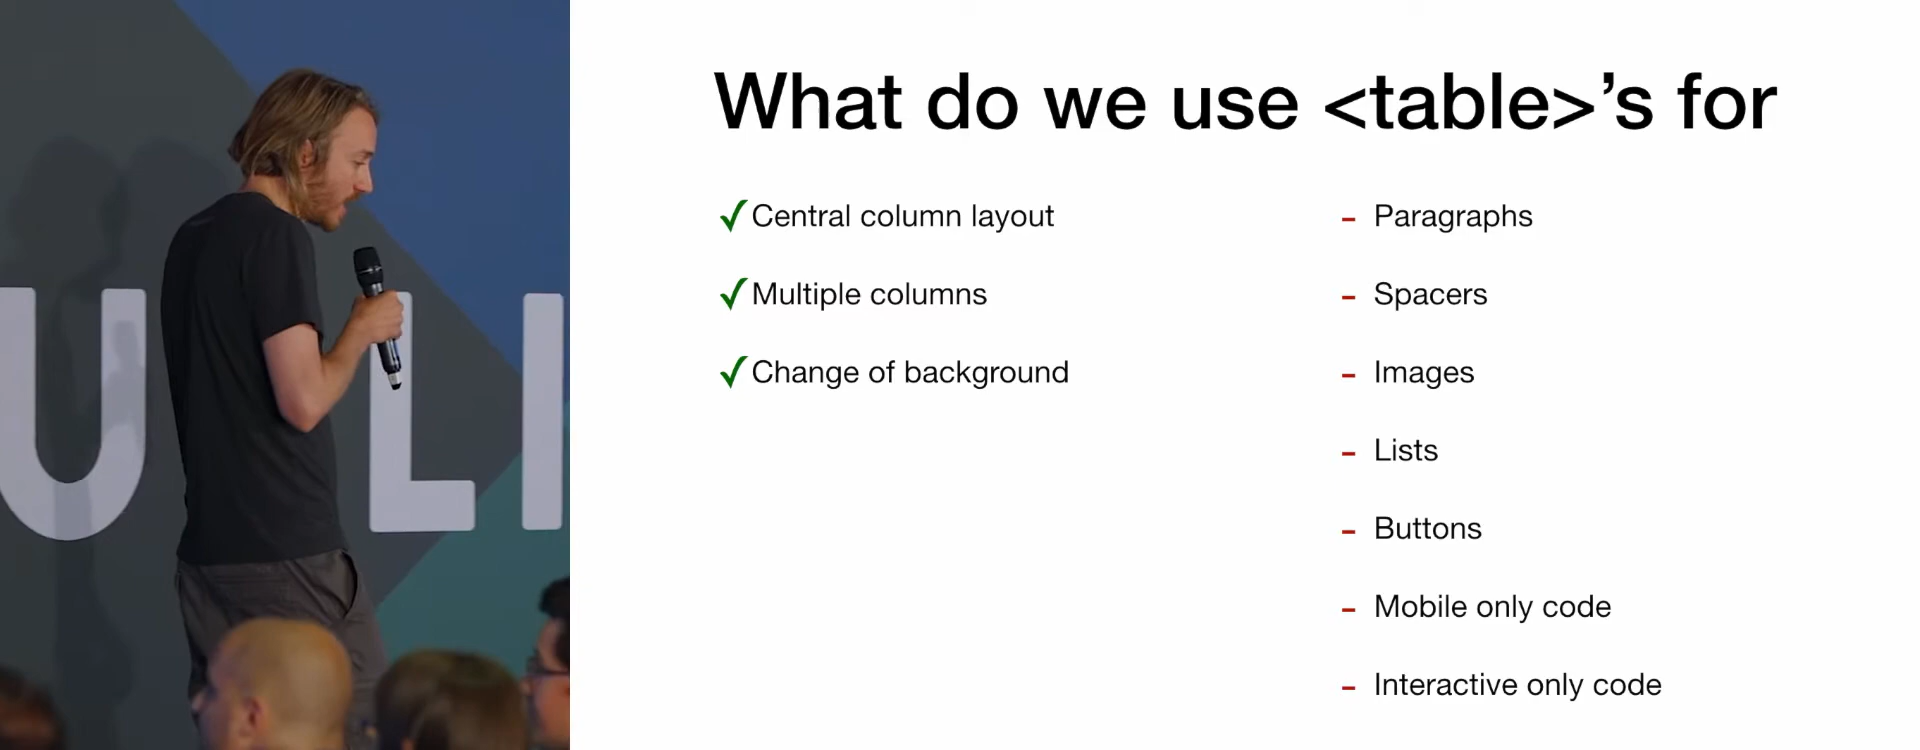 ULI
What do we use <table>’s for
✓Central column layout
✓Multiple columns
✓Change of background
– Paragraphs
– Spacers
– Images
– Lists
– Buttons
– Mobile only code
– Interactive only code